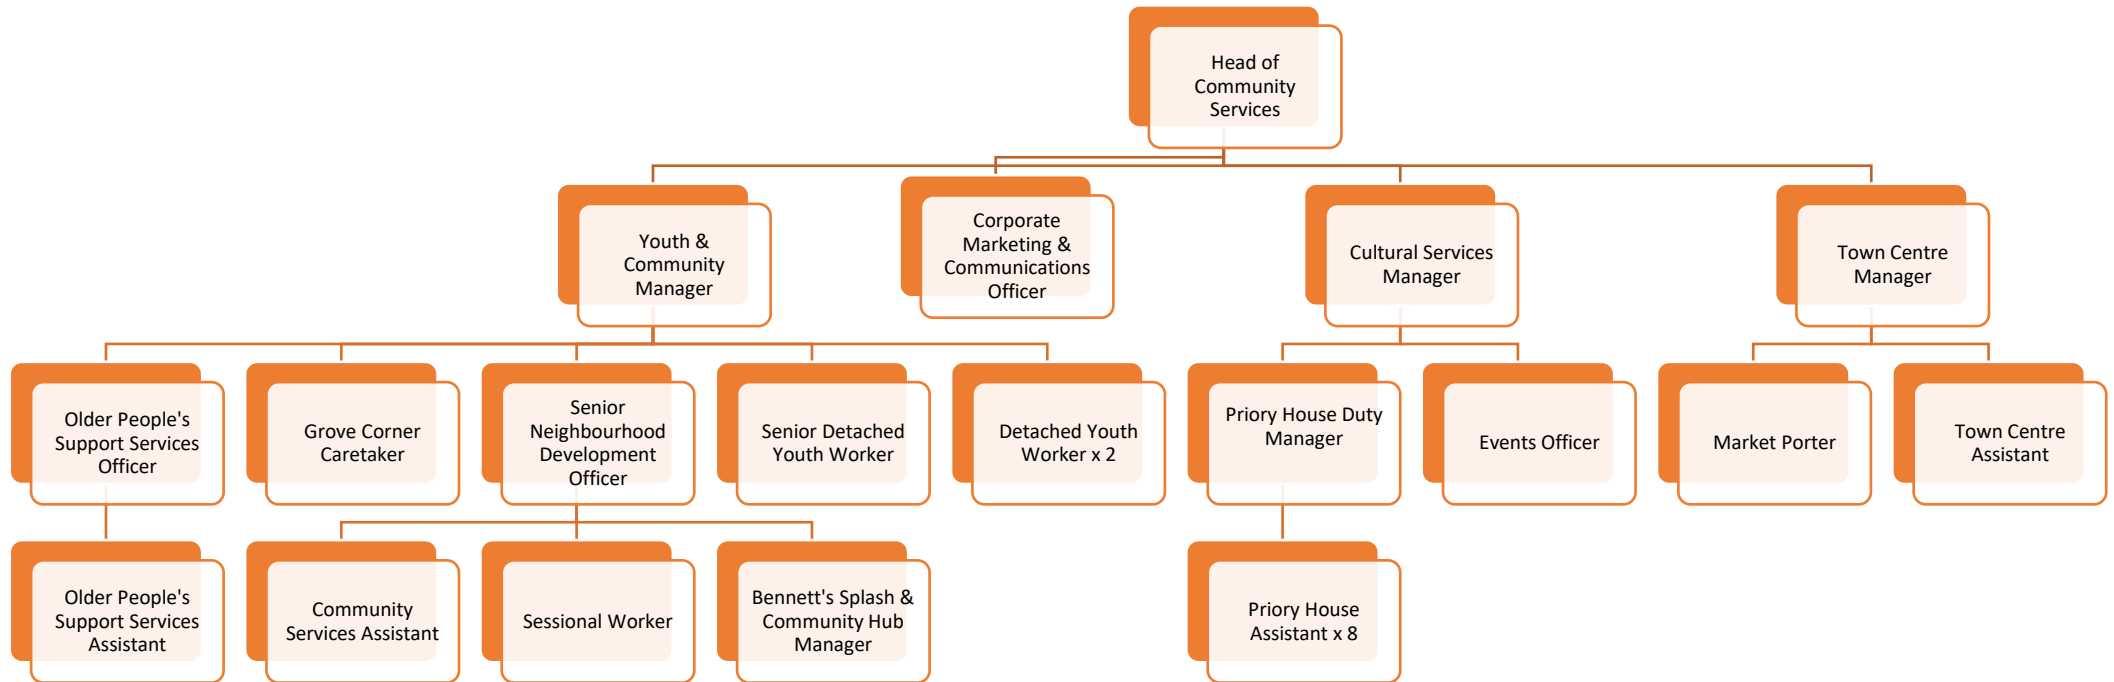 Head of
Community
Services
Youth &
Community
Manager
Corporate
Marketing &
Communications
Officer
Cultural Services
Manager
Town Centre
Manager
Older People's
Support Services
Officer
Grove Corner
Caretaker
Senior
Neighbourhood
Development
Officer
Senior Detached
Youth Worker
Detached Youth
Worker x 2
Priory House Duty
Manager
Events Officer
Market Porter
Town Centre
Assistant
Older People's
Support Services
Assistant
Community
Services Assistant
Sessional Worker
Bennett's Splash &
Community Hub
Manager
Priory House
Assistant x 8